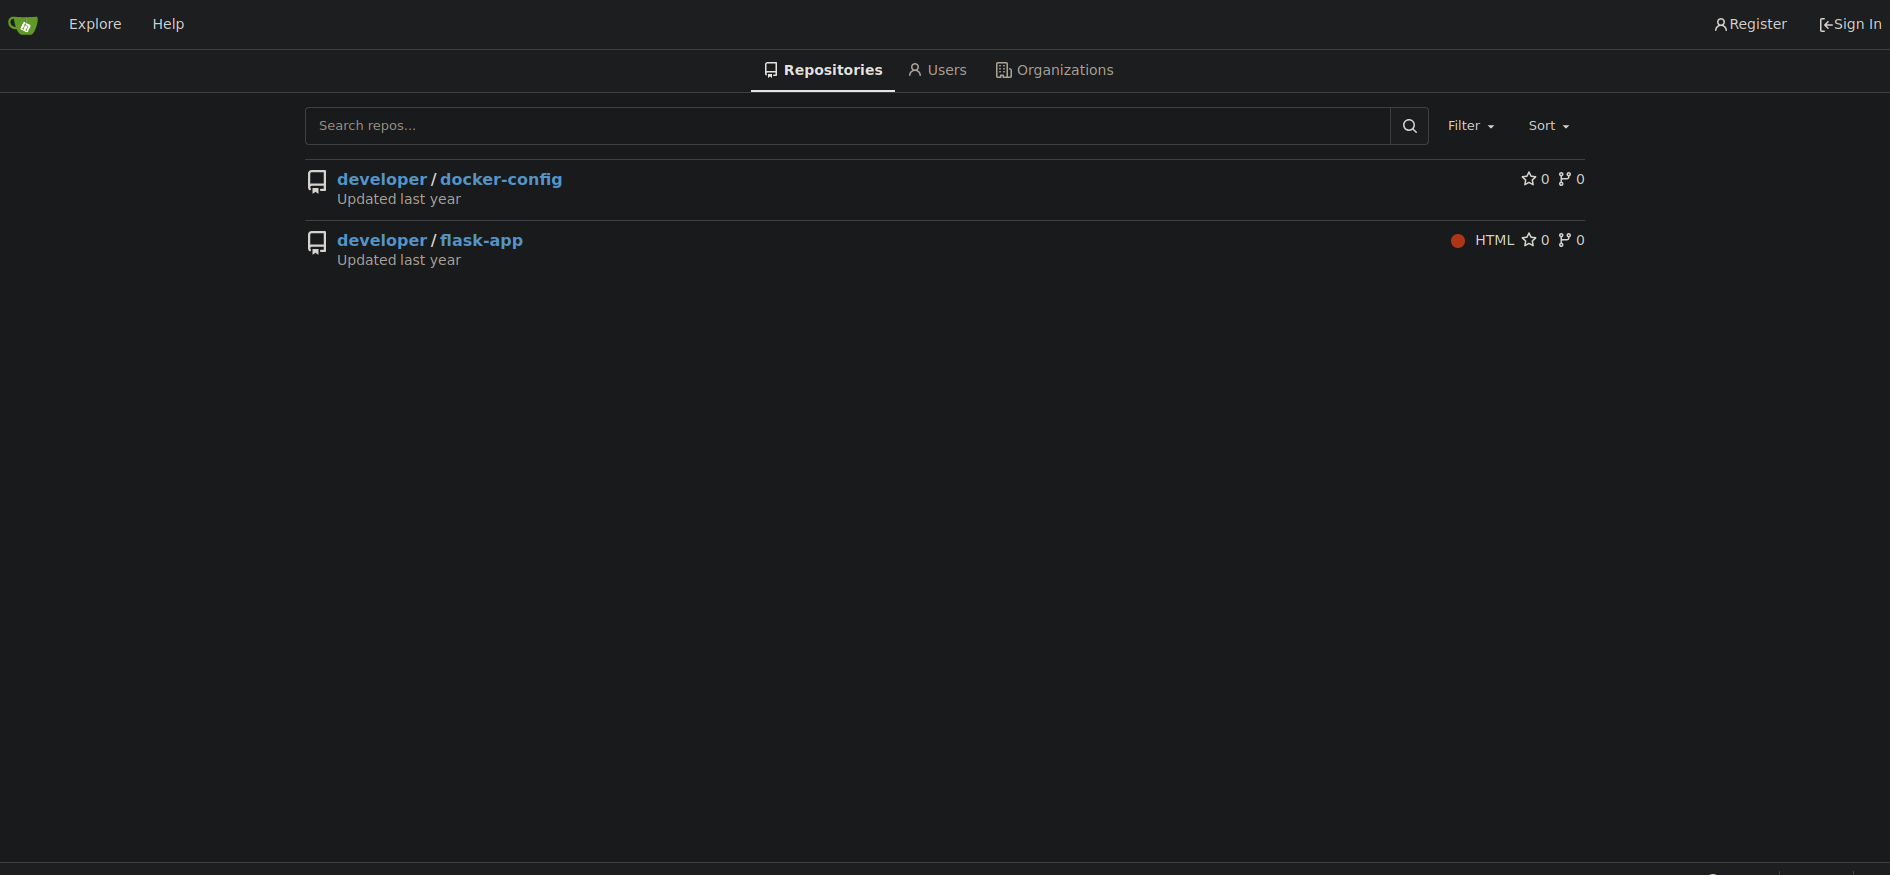 Explore Help Register Sign In
Repositories Users Organizations
Search repos... Filter Sort
developer / docker-config 0 0
Updated last year
developer / flask-app HTML 0 0
Updated last year